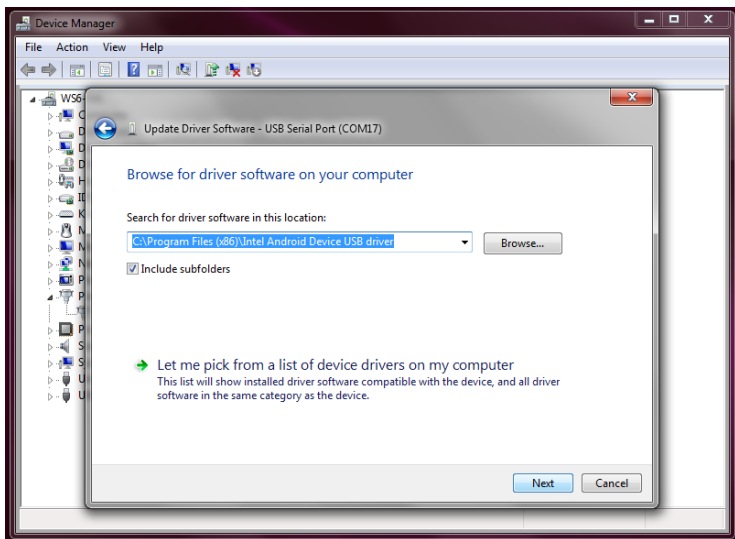 Device Manager
File Action View Help
WS6-
C
D
D
D
H
ID
K
M
M
N
P
P
P
S
S
U
U
Update Driver Software - USB Serial Port (COM17)
Browse for driver software on your computer
Search for driver software in this location:
C:\Program Files (x86)\Intel Android Device USB driver
Browse...
Include subfolders
Let me pick from a list of device drivers on my computer
This list will show installed driver software compatible with the device, and all driver
software in the same category as the device.
Next Cancel